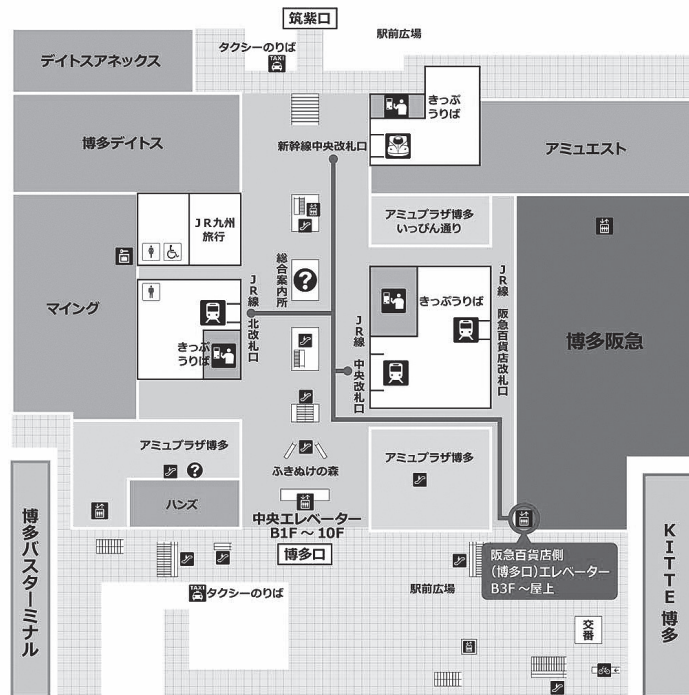 筑紫口
駅前広場
タクシーのりば
TAXI
デイトスアネックス
きっぷ
うりば
博多デイトス
新幹線中央改札口
アミュエスト
JR九州
旅行
アミュプラザ博多
いっぴん通り
総合案内所
?
マイング
JR線 北改札口
きっぷ
うりば
きっぷうりば
JR線 中央改札口
JR線 阪急百貨店改札口
博多阪急
アミュプラザ博多
?
ハンズ
ふきぬけの森
アミュプラザ博多
中央エレベーター
B1F～10F
博多口
博多バスターミナル
KITTE博多
阪急百貨店側
(博多口)エレベーター
B3F～屋上
TAXI
タクシーのりば
駅前広場
交番